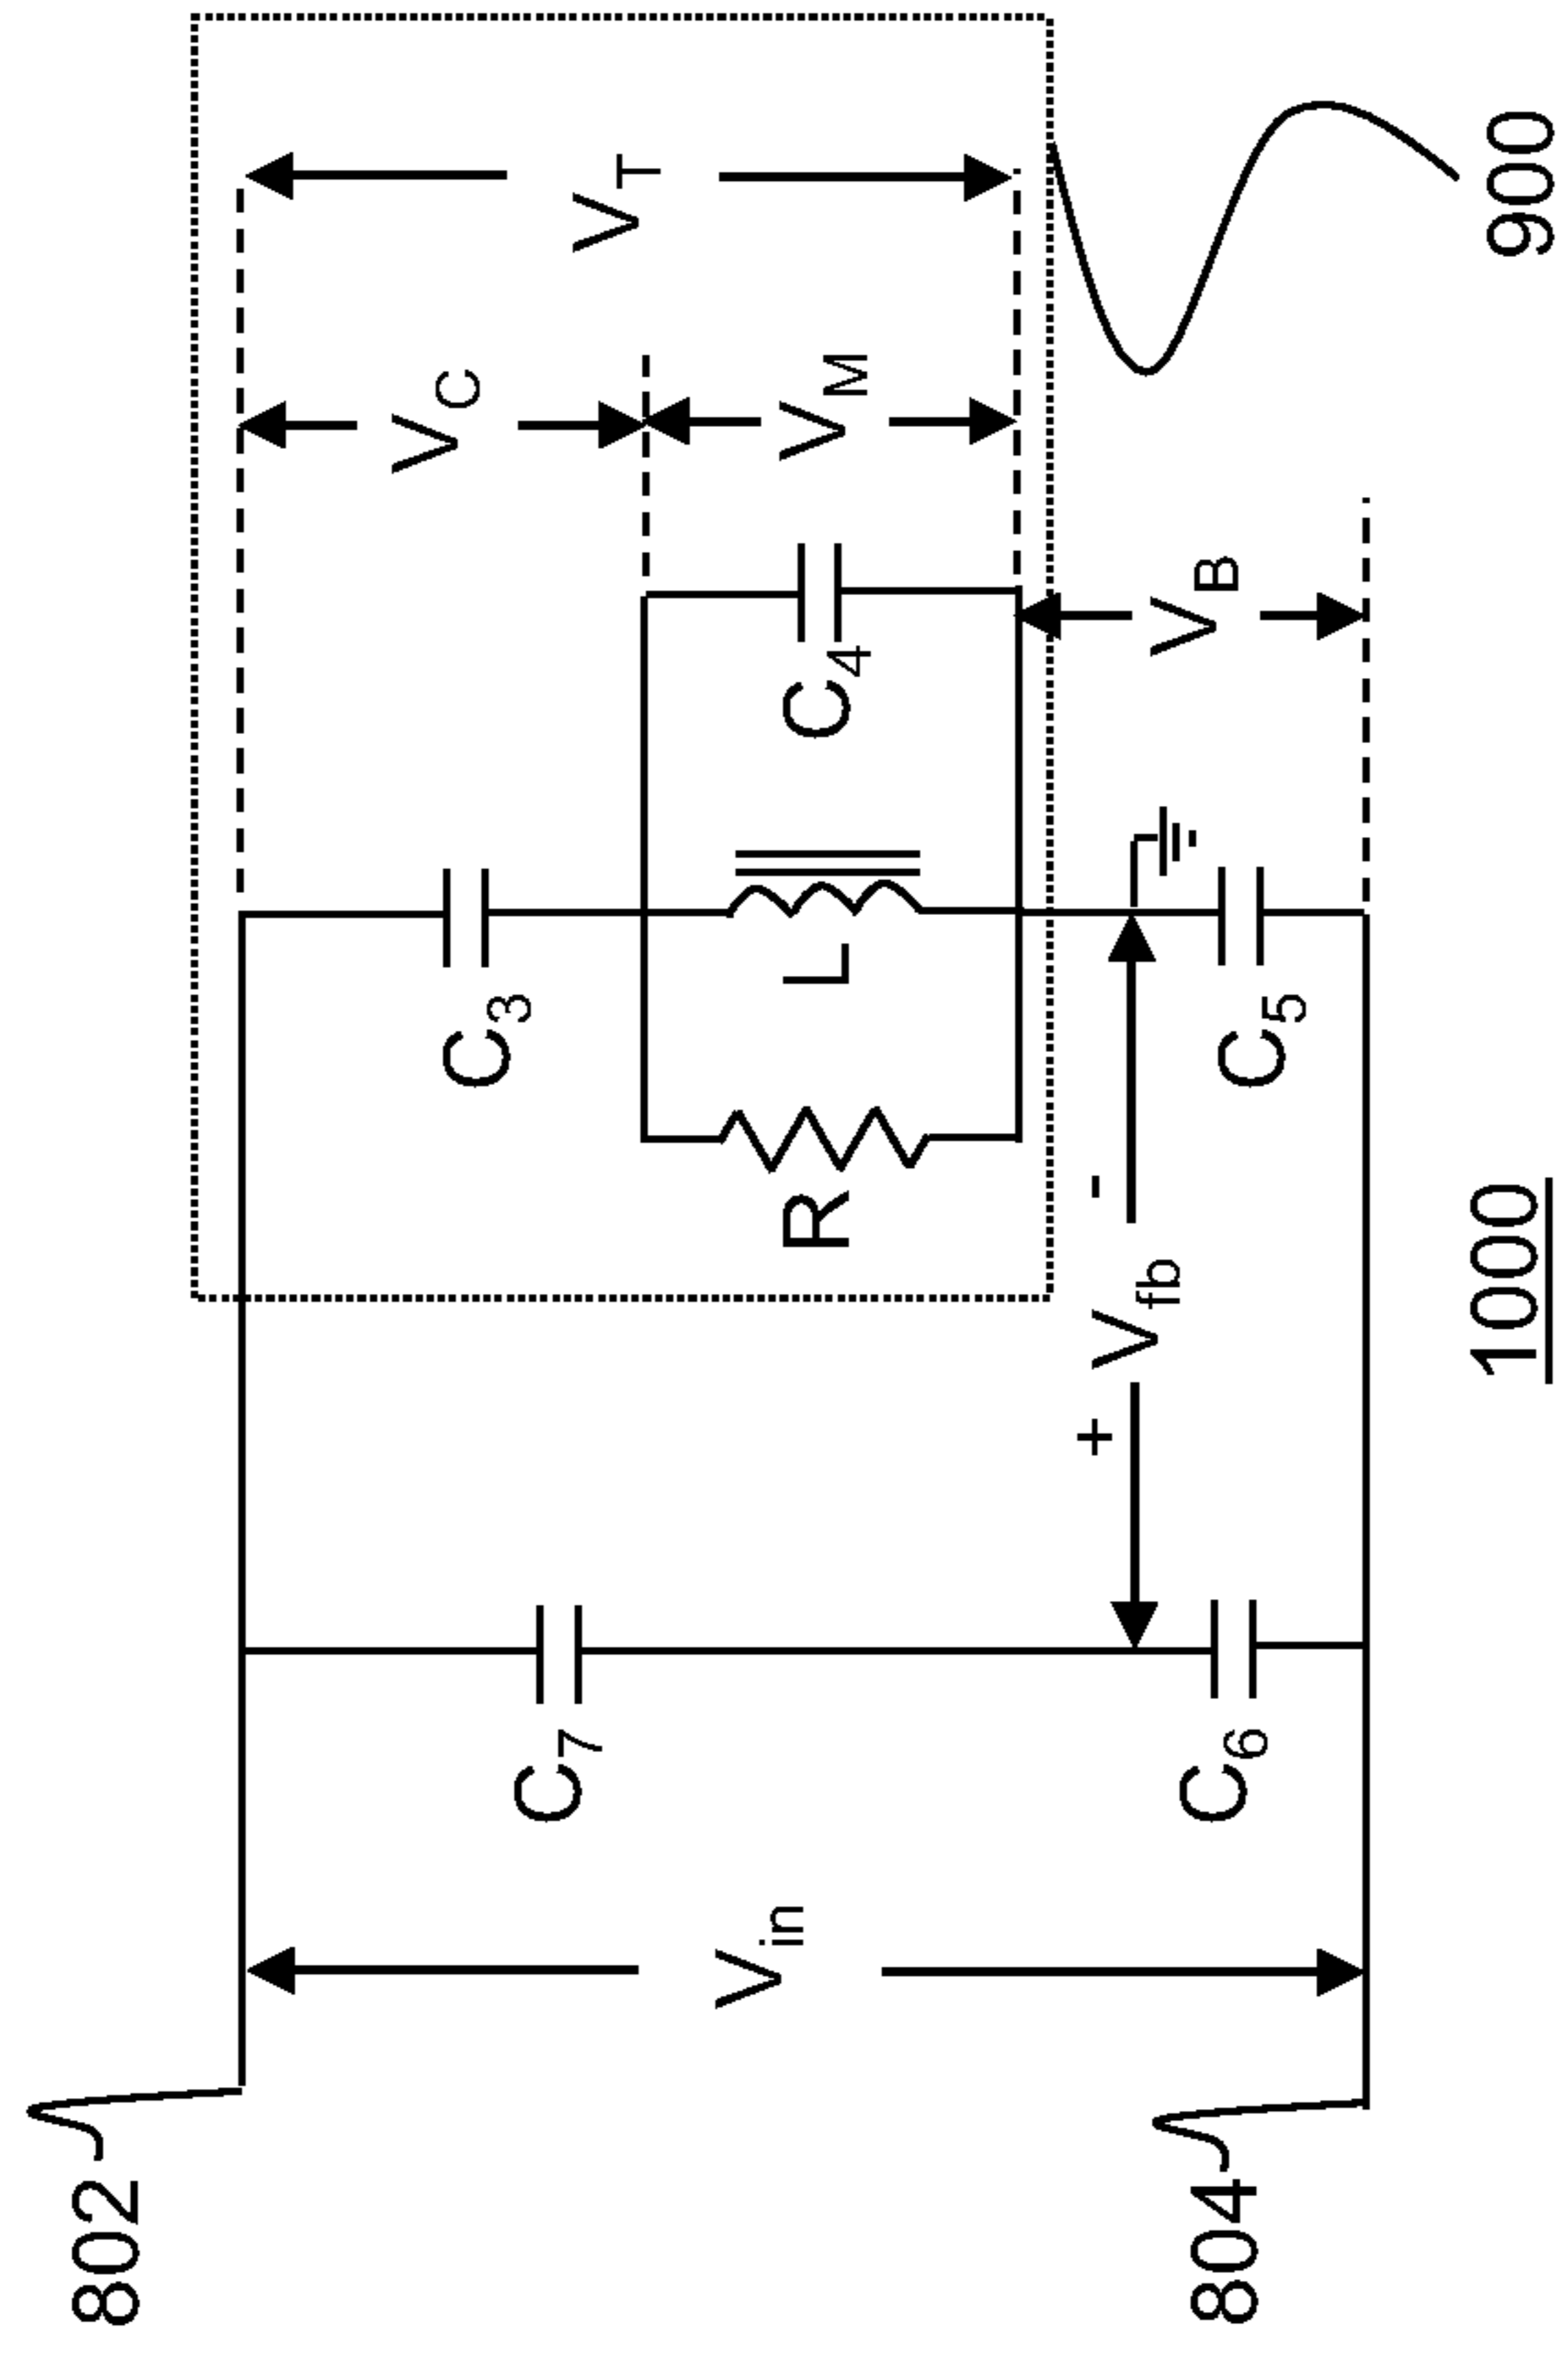 802
V_C
C_3
C_7
V_T
V_in
R
L
C_4
V_M
+ V_fb -
V_B
804
C_6
C_5
1000
900